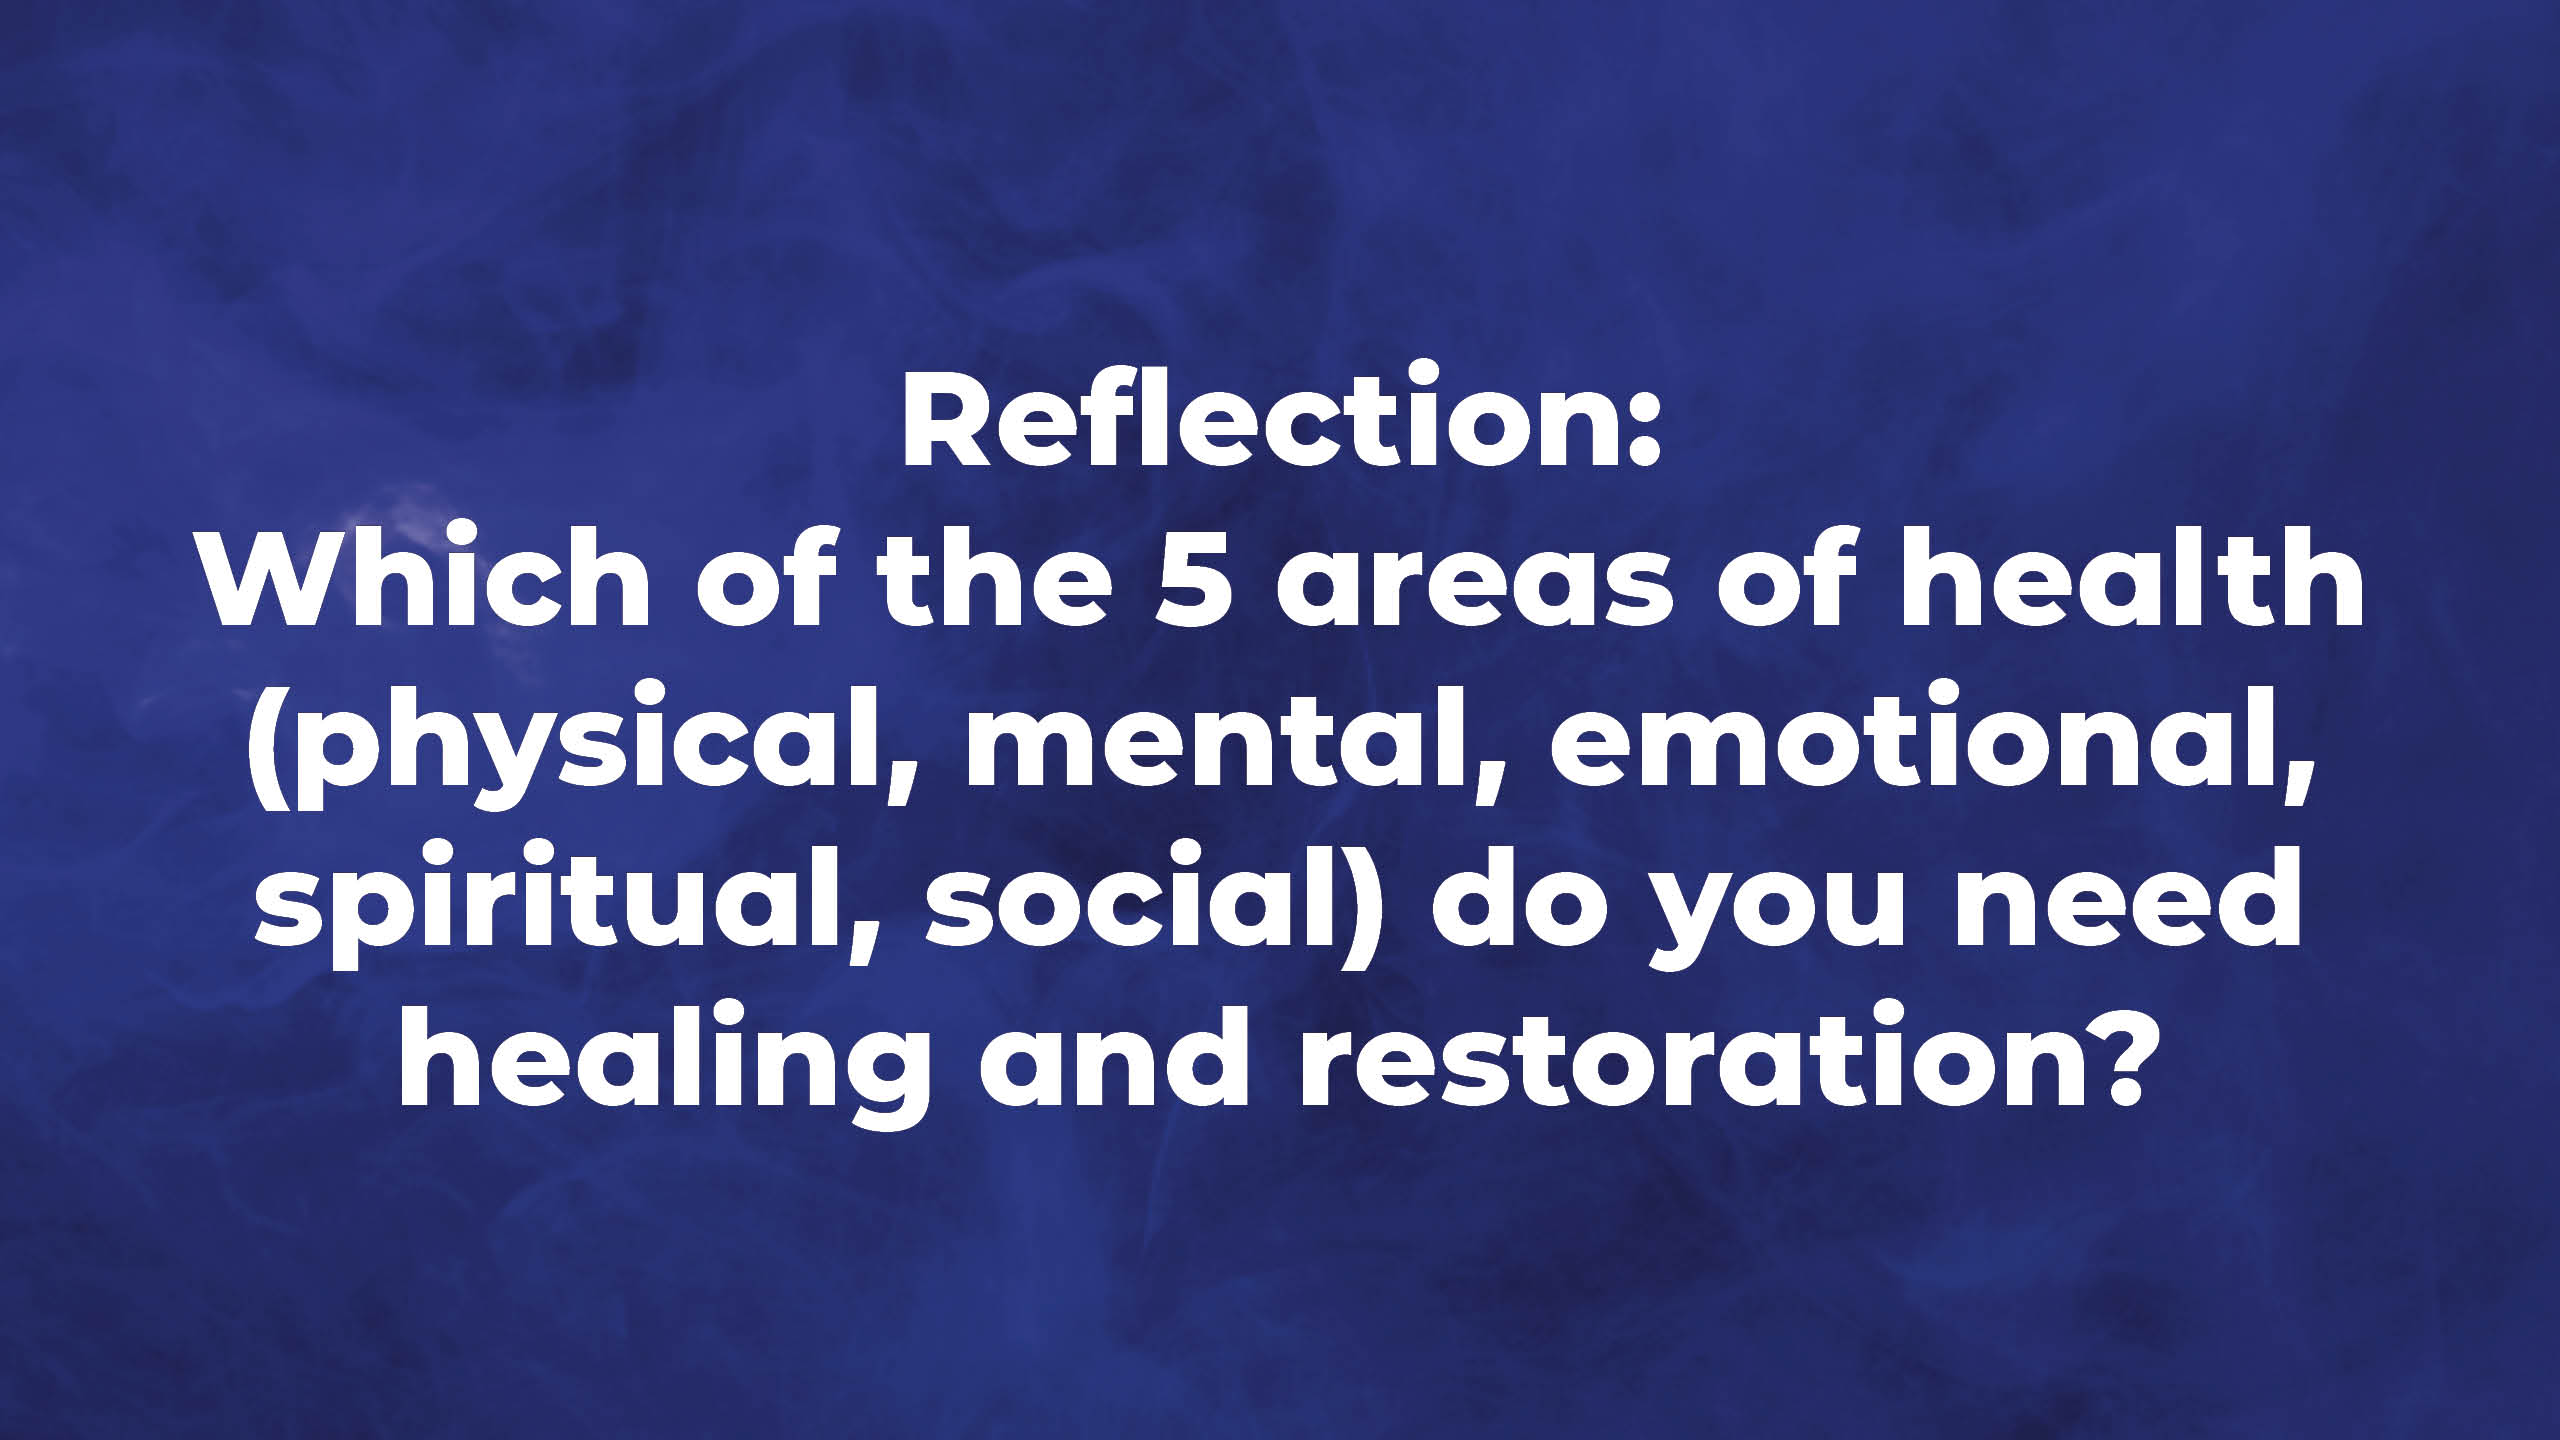 Reflection:
Which of the 5 areas of health
(physical, mental, emotional,
spiritual, social) do you need
healing and restoration?